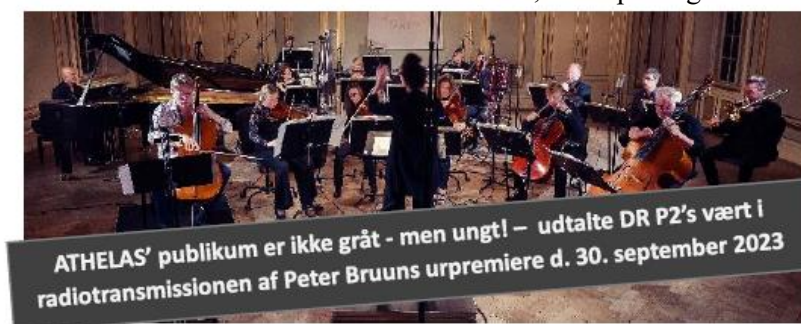 ATHELAS’ publikum er ikke gråt - men ungt! – udtalte DR P2’s vært i
radiotransmissionen af Peter Bruuns urpremiere d. 30. september 2023